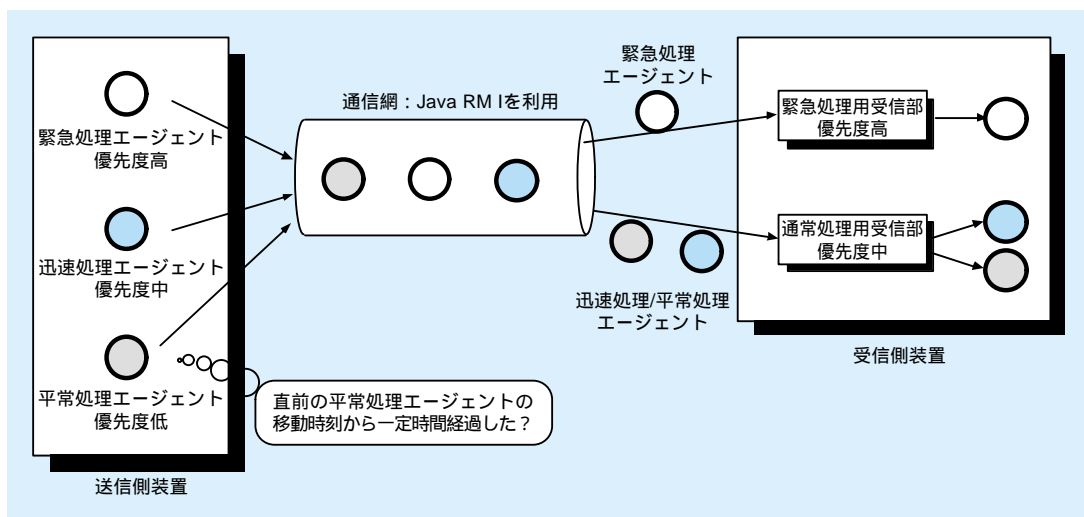 緊急処理エージェント
優先度高
迅速処理エージェント
優先度中
平常処理エージェント
優先度低
送信側装置
直前の平常処理エージェントの
移動時刻から一定時間経過した？
通信網：Java RM Iを利用
緊急処理
エージェント
迅速処理/平常処理
エージェント
緊急処理用受信部
優先度高
通常処理用受信部
優先度中
受信側装置